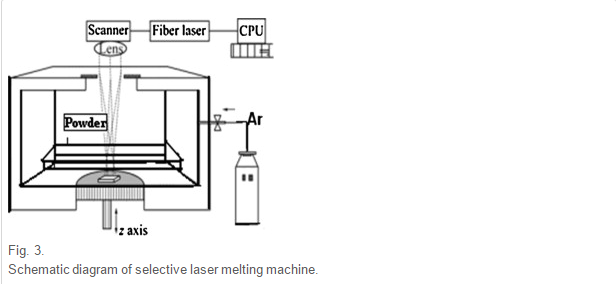 Scanner Fiber laser CPU
Lens
Powder
Ar
z axis
Fig. 3.
Schematic diagram of selective laser melting machine.